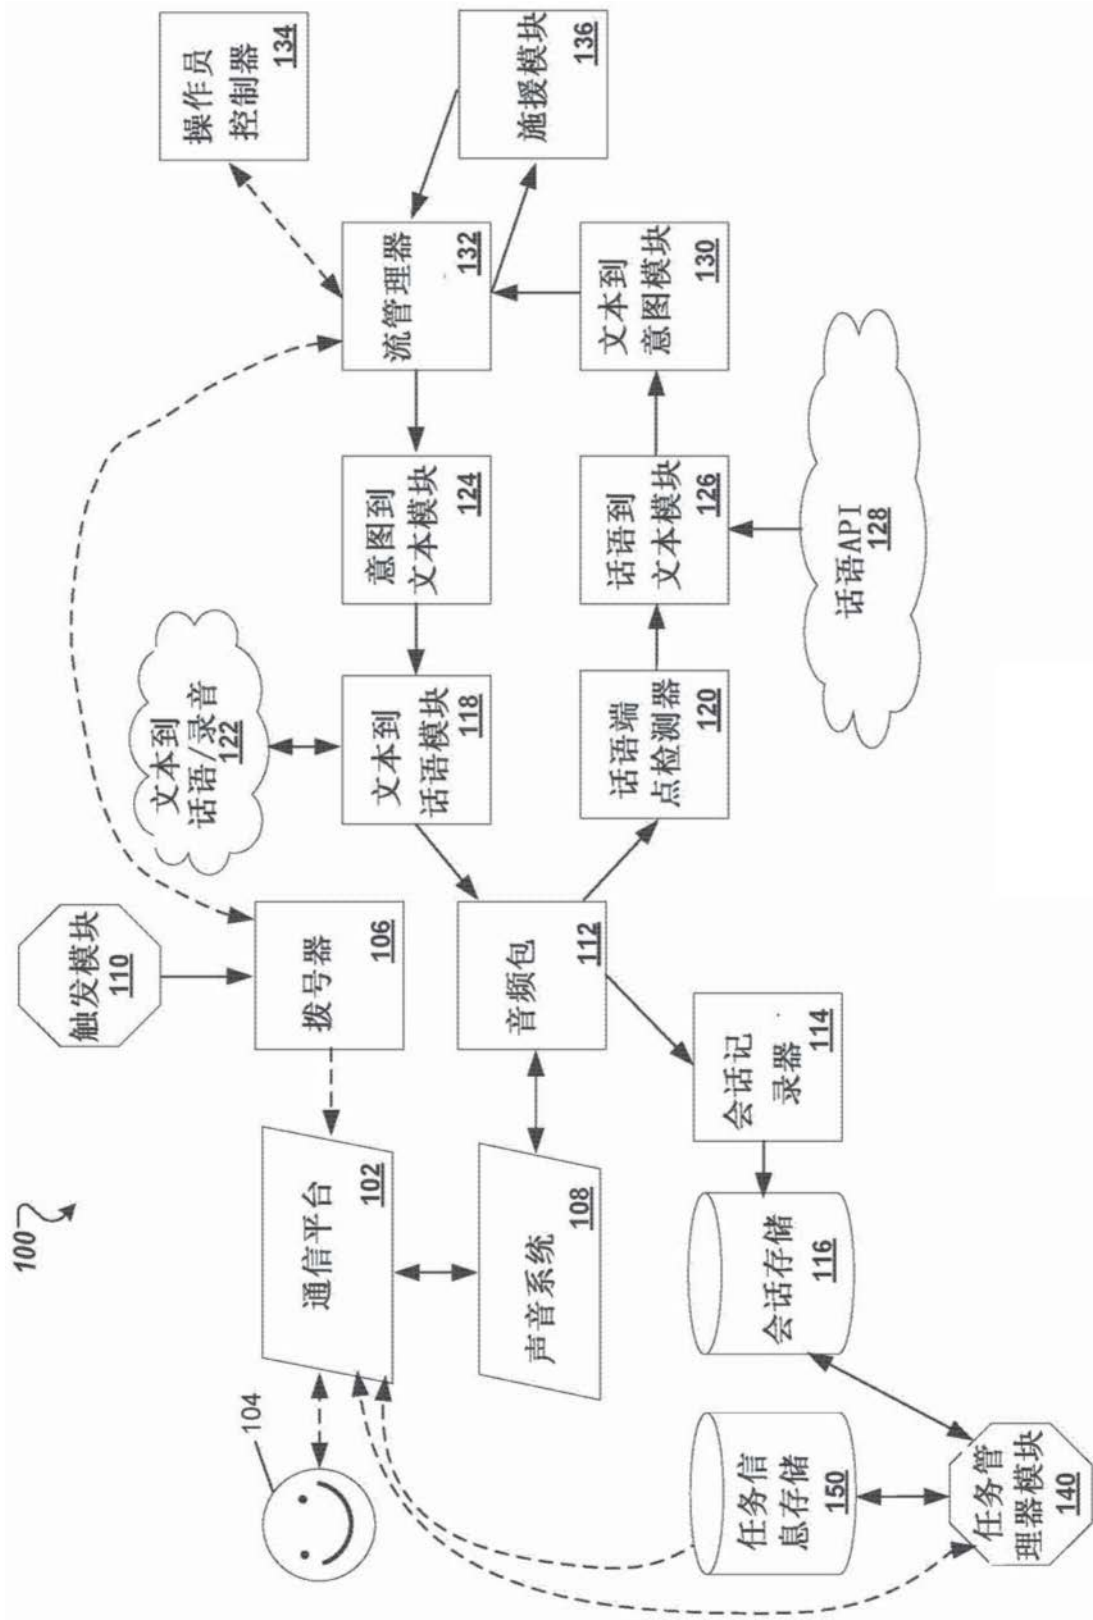 100
104
通信平台
102
声音系统
108
触发模块
110
拨号器
106
音频包
112
会话记
录器
114
会话存储
116
任务信
息存储
150
任务管
理器模块
140
文本到
话语/录音
122
文本到
话语模块
118
话语端
点检测器
120
意图到
文本模块
124
话语到
文本模块
126
话语API
128
流管理器
132
文本到
意图模块
130
操作员
控制器
134
施援模块
136